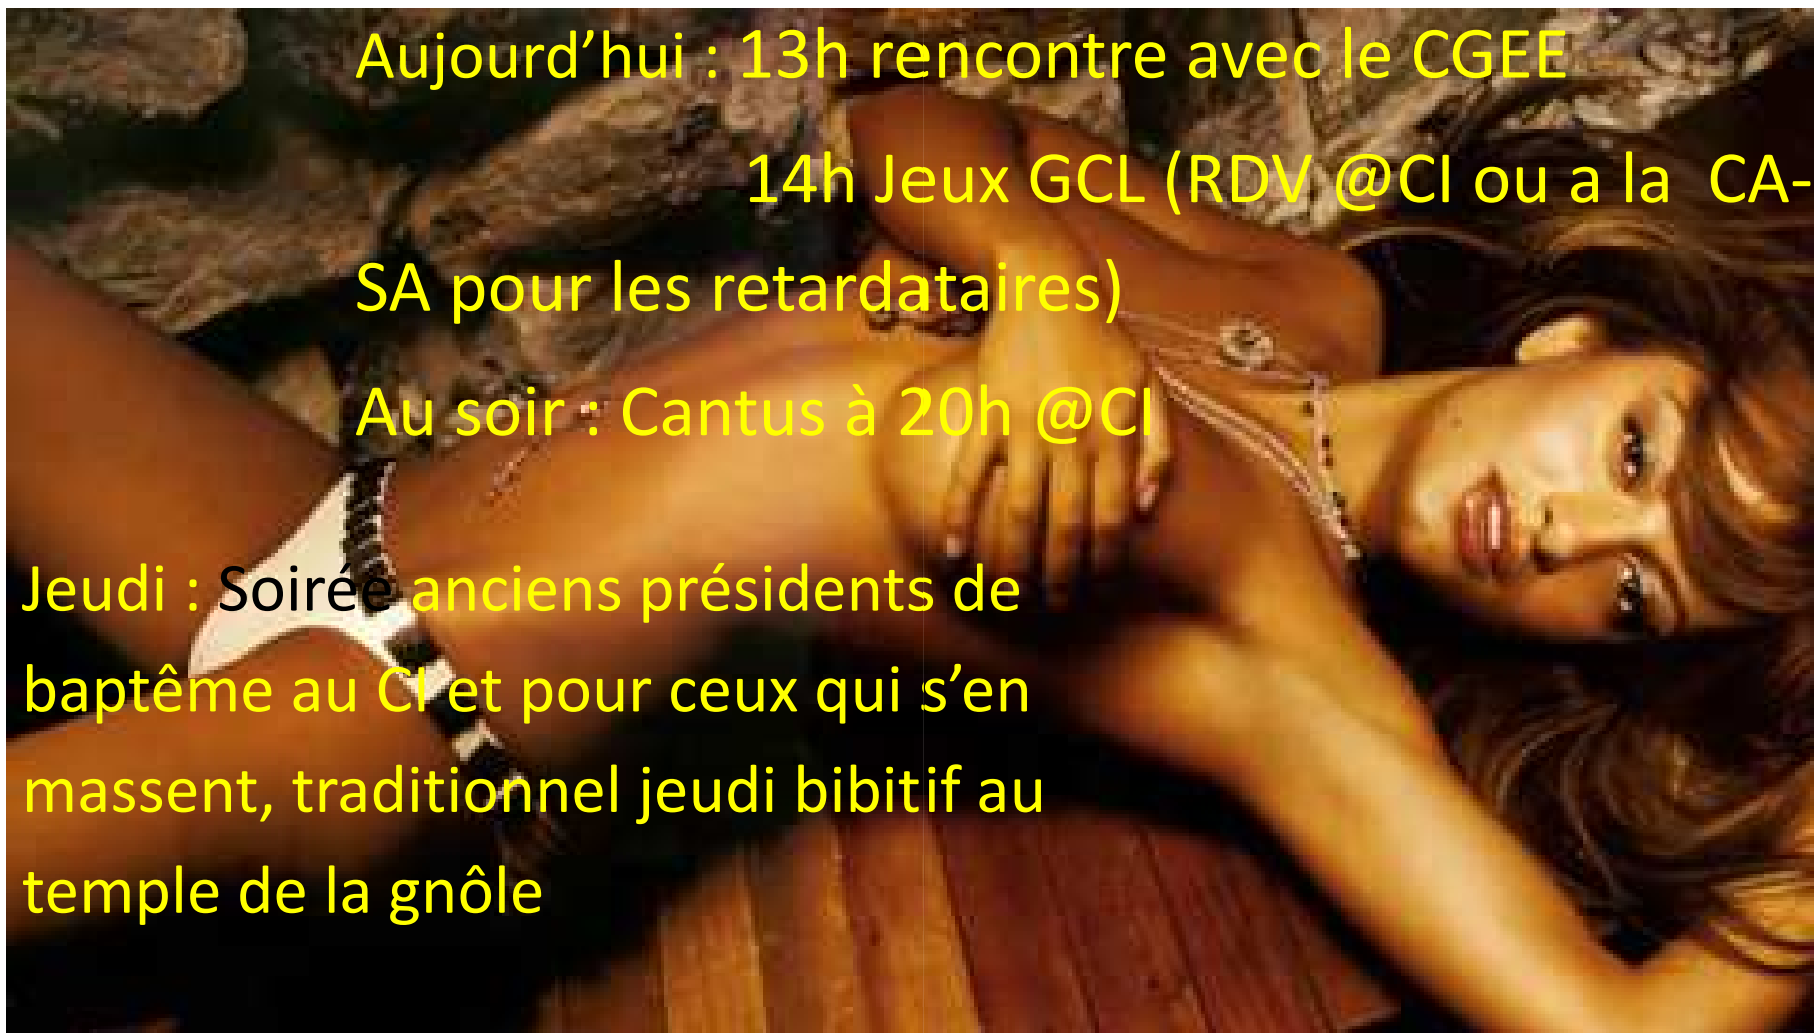 Aujourd’hui : 13h rencontre avec le CGEE
14h Jeux GCL (RDV @CI ou a la CA-
SA pour les retardataires)
Au soir : Cantus à 20h @CI
Jeudi : Soirée anciens présidents de
baptême au CI et pour ceux qui s’en
massent, traditionnel jeudi bibitif au
temple de la gnôle